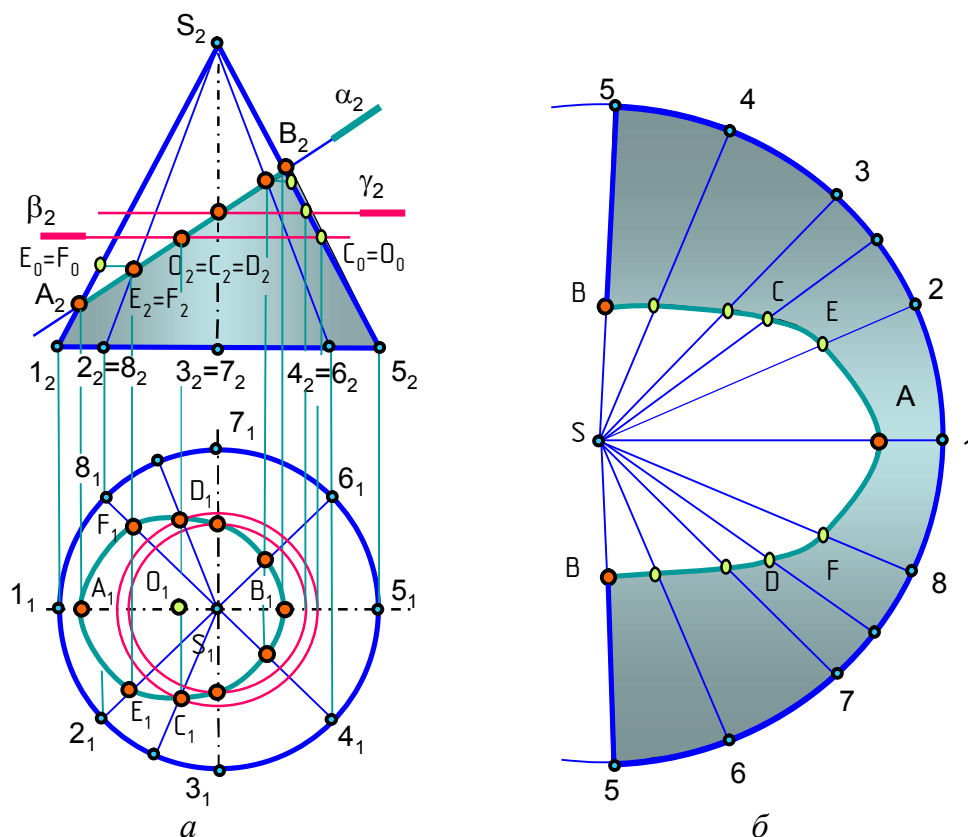 S₂
α₂
B₂
γ₂
β₂
E₀=F₀
O₂=C₂=D₂
C₀=O₀
A₂
E₂=F₂
1₂ 2₂=8₂ 3₂=7₂ 4₂=6₂ 5₂
7₁
8₁ 6₁
D₁
F₁
A₁ O₁ B₁
1₁ 5₁
S₁
E₁ C₁
2₁ 4₁
3₁
а
5
4
3
2
B C E
A
S 1
B D F
8
7
6
5
б